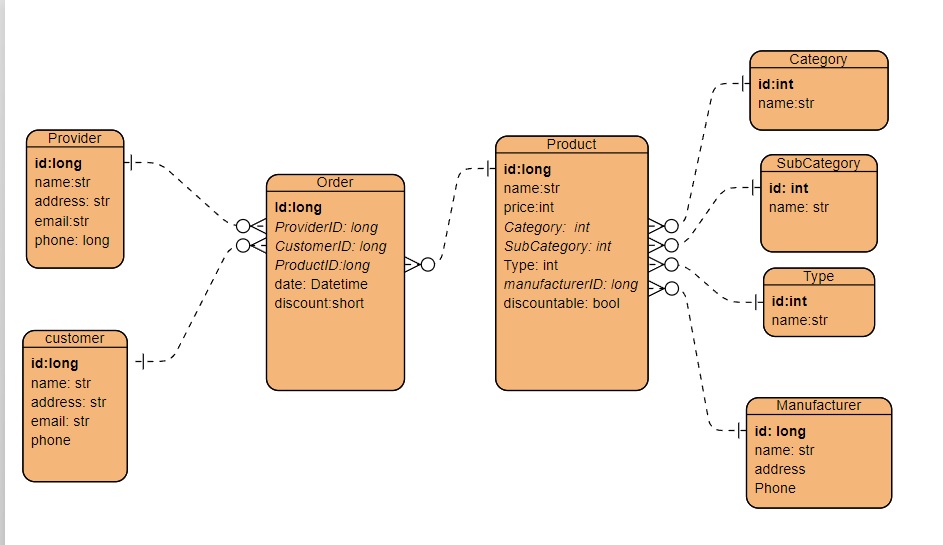 Provider
id:long
name:str
address: str
email:str
phone: long
customer
id:long
name: str
address: str
email: str
phone
Order
Id:long
ProviderID: long
CustomerID: long
ProductID:long
date: Datetime
discount:short
Product
id:long
name:str
price:int
Category:  int
SubCategory: int
Type: int
manufacturerID: long
discountable: bool
Category
id:int
name:str
SubCategory
id: int
name: str
Type
id:int
name:str
Manufacturer
id: long
name: str
address
Phone